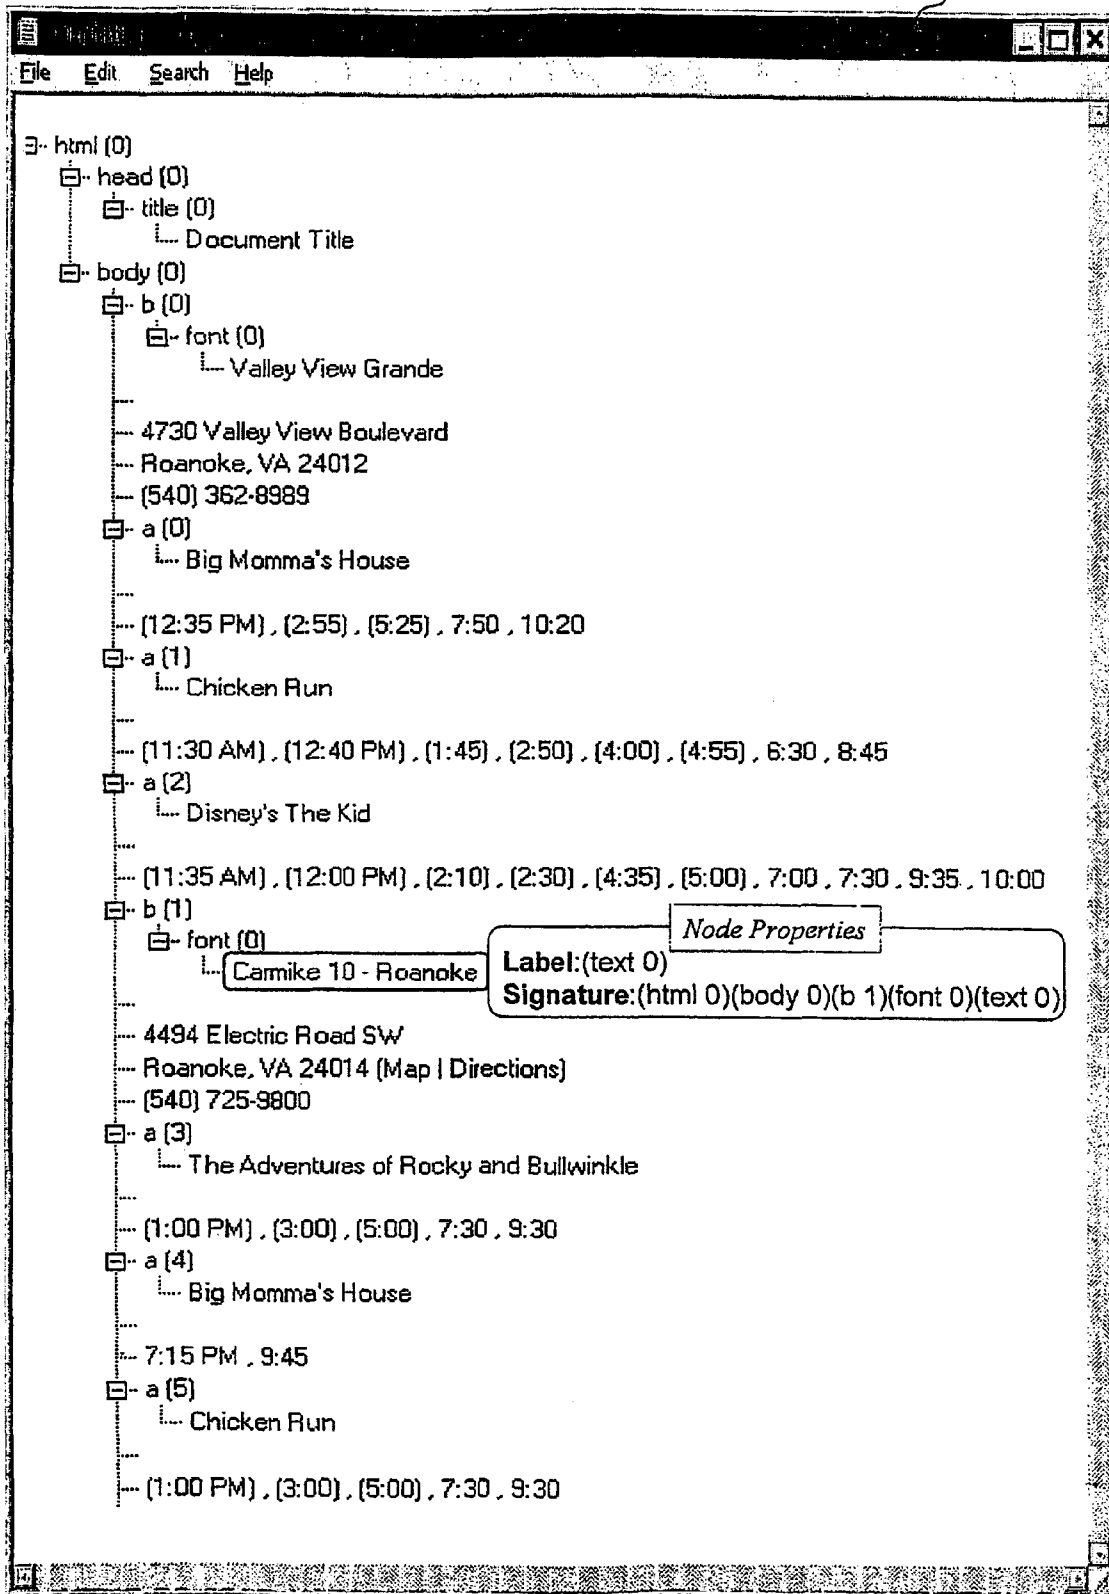 File Edit Search Help
html (0)
head (0)
title (0)
Document Title
body (0)
b (0)
font (0)
Valley View Grande
4730 Valley View Boulevard
Roanoke, VA 24012
(540) 362-8989
a (0)
Big Momma's House
(12:35 PM) , (2:55) , (5:25) , 7:50 , 10:20
a (1)
Chicken Run
(11:30 AM) , (12:40 PM) , (1:45) , (2:50) , (4:00) , (4:55) , 6:30 , 8:45
a (2)
Disney's The Kid
(11:35 AM) , (12:00 PM) , (2:10) , (2:30) , (4:35) , (5:00) , 7:00 , 7:30 , 9:35 , 10:00
b (1)
font (0)
Carmike 10 - Roanoke
Node Properties
Label:(text 0)
Signature:(html 0)(body 0)(b 1)(font 0)(text 0)
4494 Electric Road SW
Roanoke, VA 24014 (Map | Directions)
(540) 725-9800
a (3)
The Adventures of Rocky and Bullwinkle
(1:00 PM) , (3:00) , (5:00) , 7:30 , 9:30
a (4)
Big Momma's House
7:15 PM , 9:45
a (5)
Chicken Run
(1:00 PM) , (3:00) , (5:00) , 7:30 , 9:30